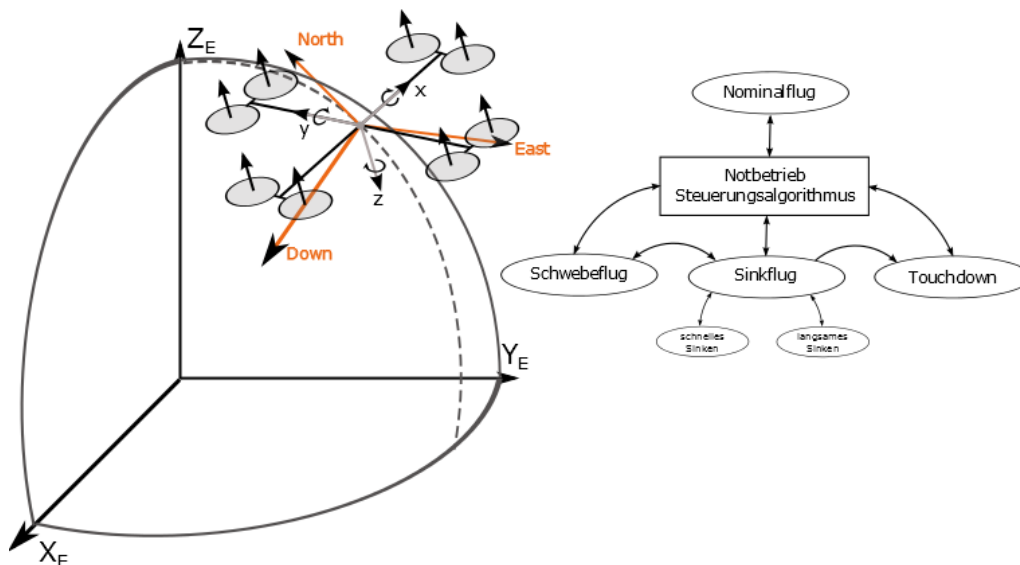 Z_E
North
x
y
East
z
Down
Y_E
X_E
Nominalflug
Notbetrieb
Steuerungsalgorithmus
Schwebeflug
Sinkflug
Touchdown
schnelles
Sinken
langsames
Sinken